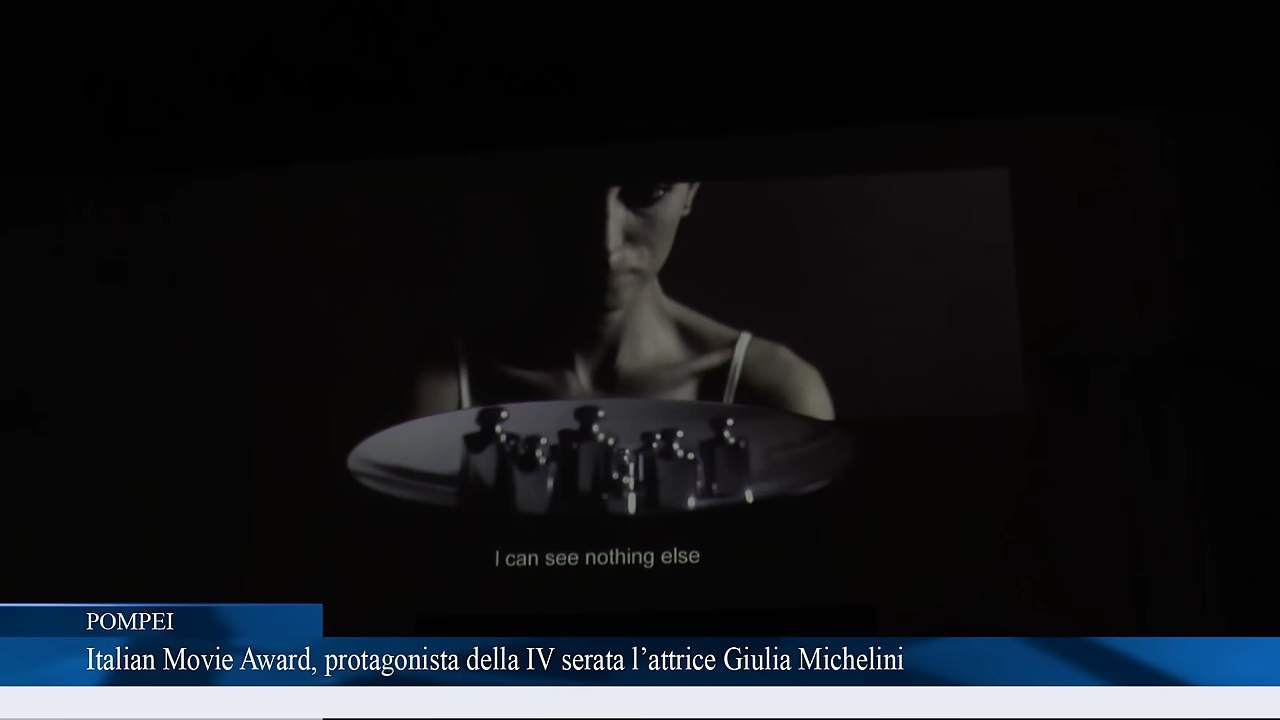 I can see nothing else
POMPEI
Italian Movie Award, protagonista della IV serata l’attrice Giulia Michelini